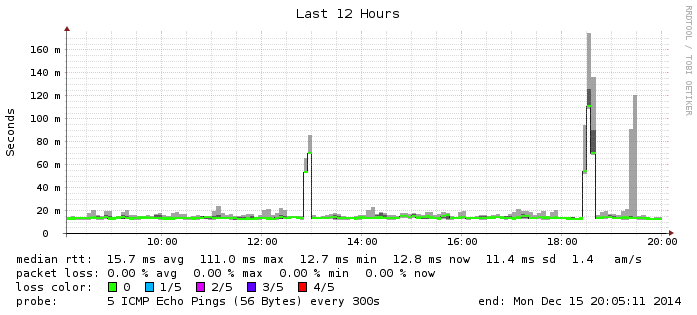 Last 12 Hours
RRDTOOL / TOBI OETIKER
Seconds
160 m
140 m
120 m
100 m
80 m
60 m
40 m
20 m
0
10:00 12:00 14:00 16:00 18:00 20:00
median rtt: 15.7 ms avg 111.0 ms max 12.7 ms min 12.8 ms now 11.4 ms sd 1.4 am/s
packet loss: 0.00 % avg 0.00 % max 0.00 % min 0.00 % now
loss color: 0 1/5 2/5 3/5 4/5
probe: 5 ICMP Echo Pings (56 Bytes) every 300s end: Mon Dec 15 20:05:11 2014